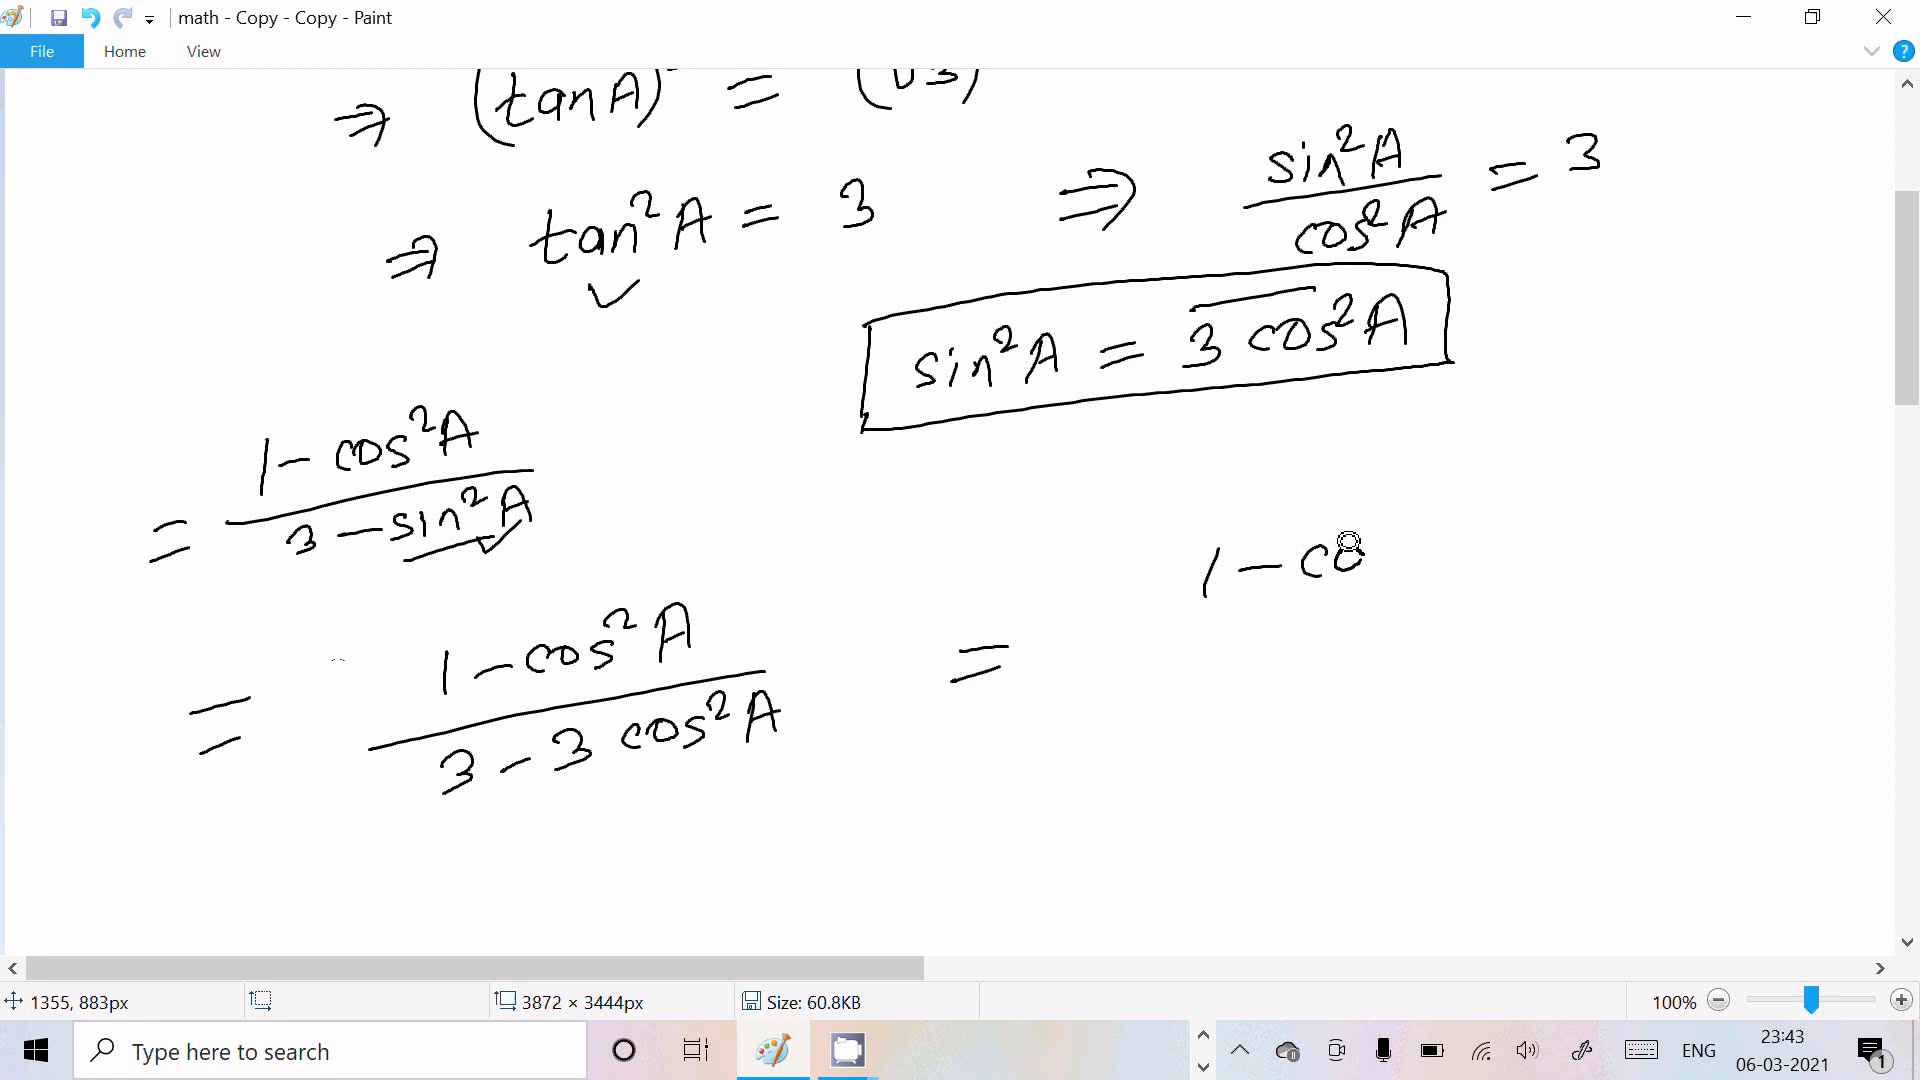 math - Copy - Copy - Paint
File Home View
⇒ (tanA) = (√3)
⇒ tan²A = 3 ⇒ sin²A / cos²A = 3
sin²A = 3 cos²A
= 1 - cos²A / 3 - sin²A
= 1 - cos²A / 3 - 3 cos²A = 1 - co
1355, 883px 3872 × 3444px Size: 60.8KB 100%
Type here to search ENG 23:43
06-03-2021 1